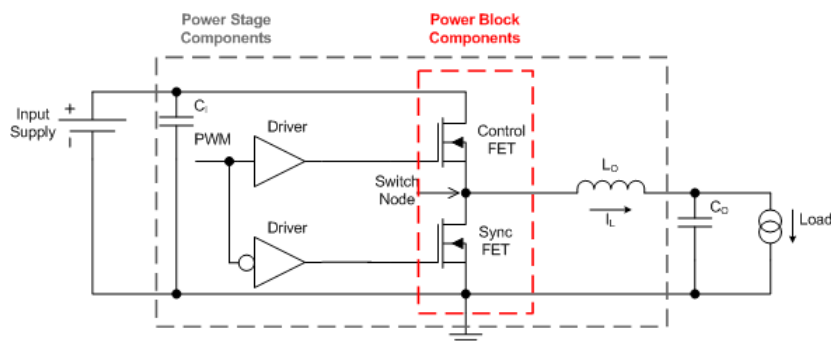 Power Stage
Components
Power Block
Components
Input
Supply
+
-
CI
PWM
Driver
Control
FET
Switch
Node
LO
IL
CO
Load
Driver
Sync
FET